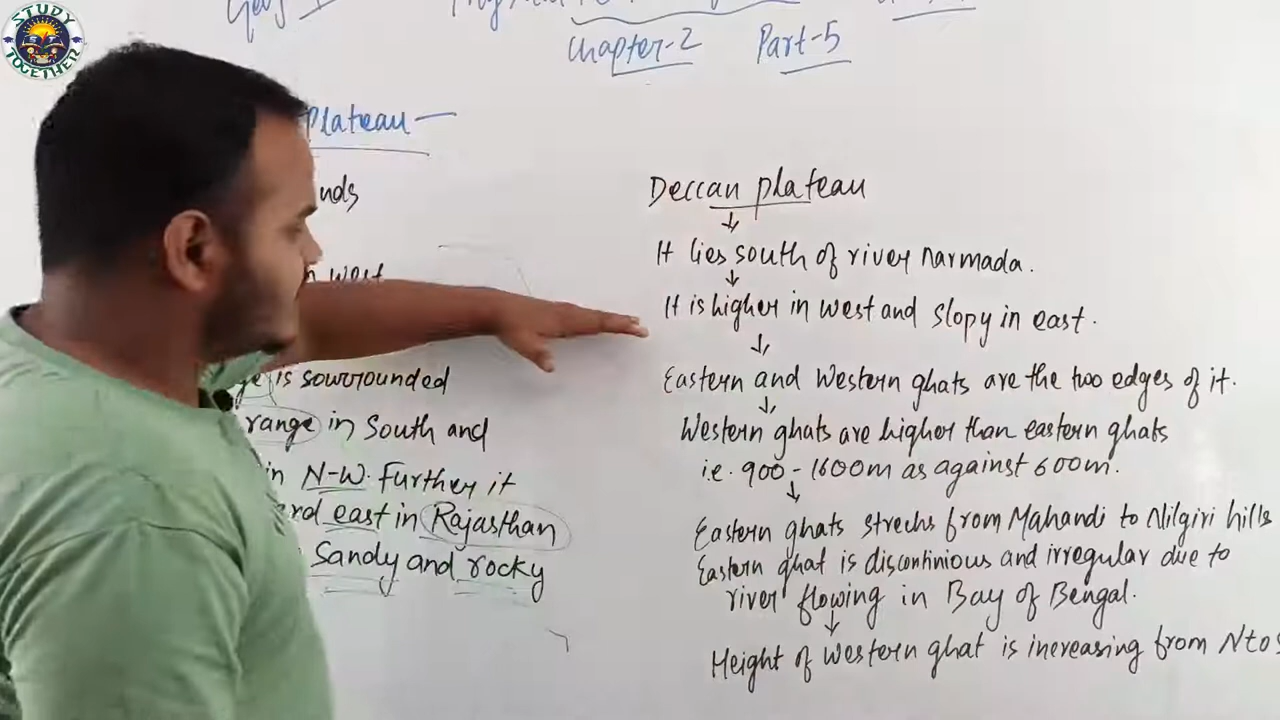 STUDY TOGETHER
Chapter-2 Part-5
Plateau
Deccan plateau
It lies south of river narmada.
It is higher in west and slopy in east.
Eastern and Western ghats are the two edges of it.
Western ghats are higher than eastern ghats
i.e. 900-1600m as against 600m.
Eastern ghats strechs from Mahandi to Nilgiri hills
Eastern ghat is discontinious and irregular due to
river flowing in Bay of Bengal.
Height of western ghat is increasing from N to S
west
is sowrrounded
range in South and
in N-W. Further it
east in Rajasthan
Sandy and rocky